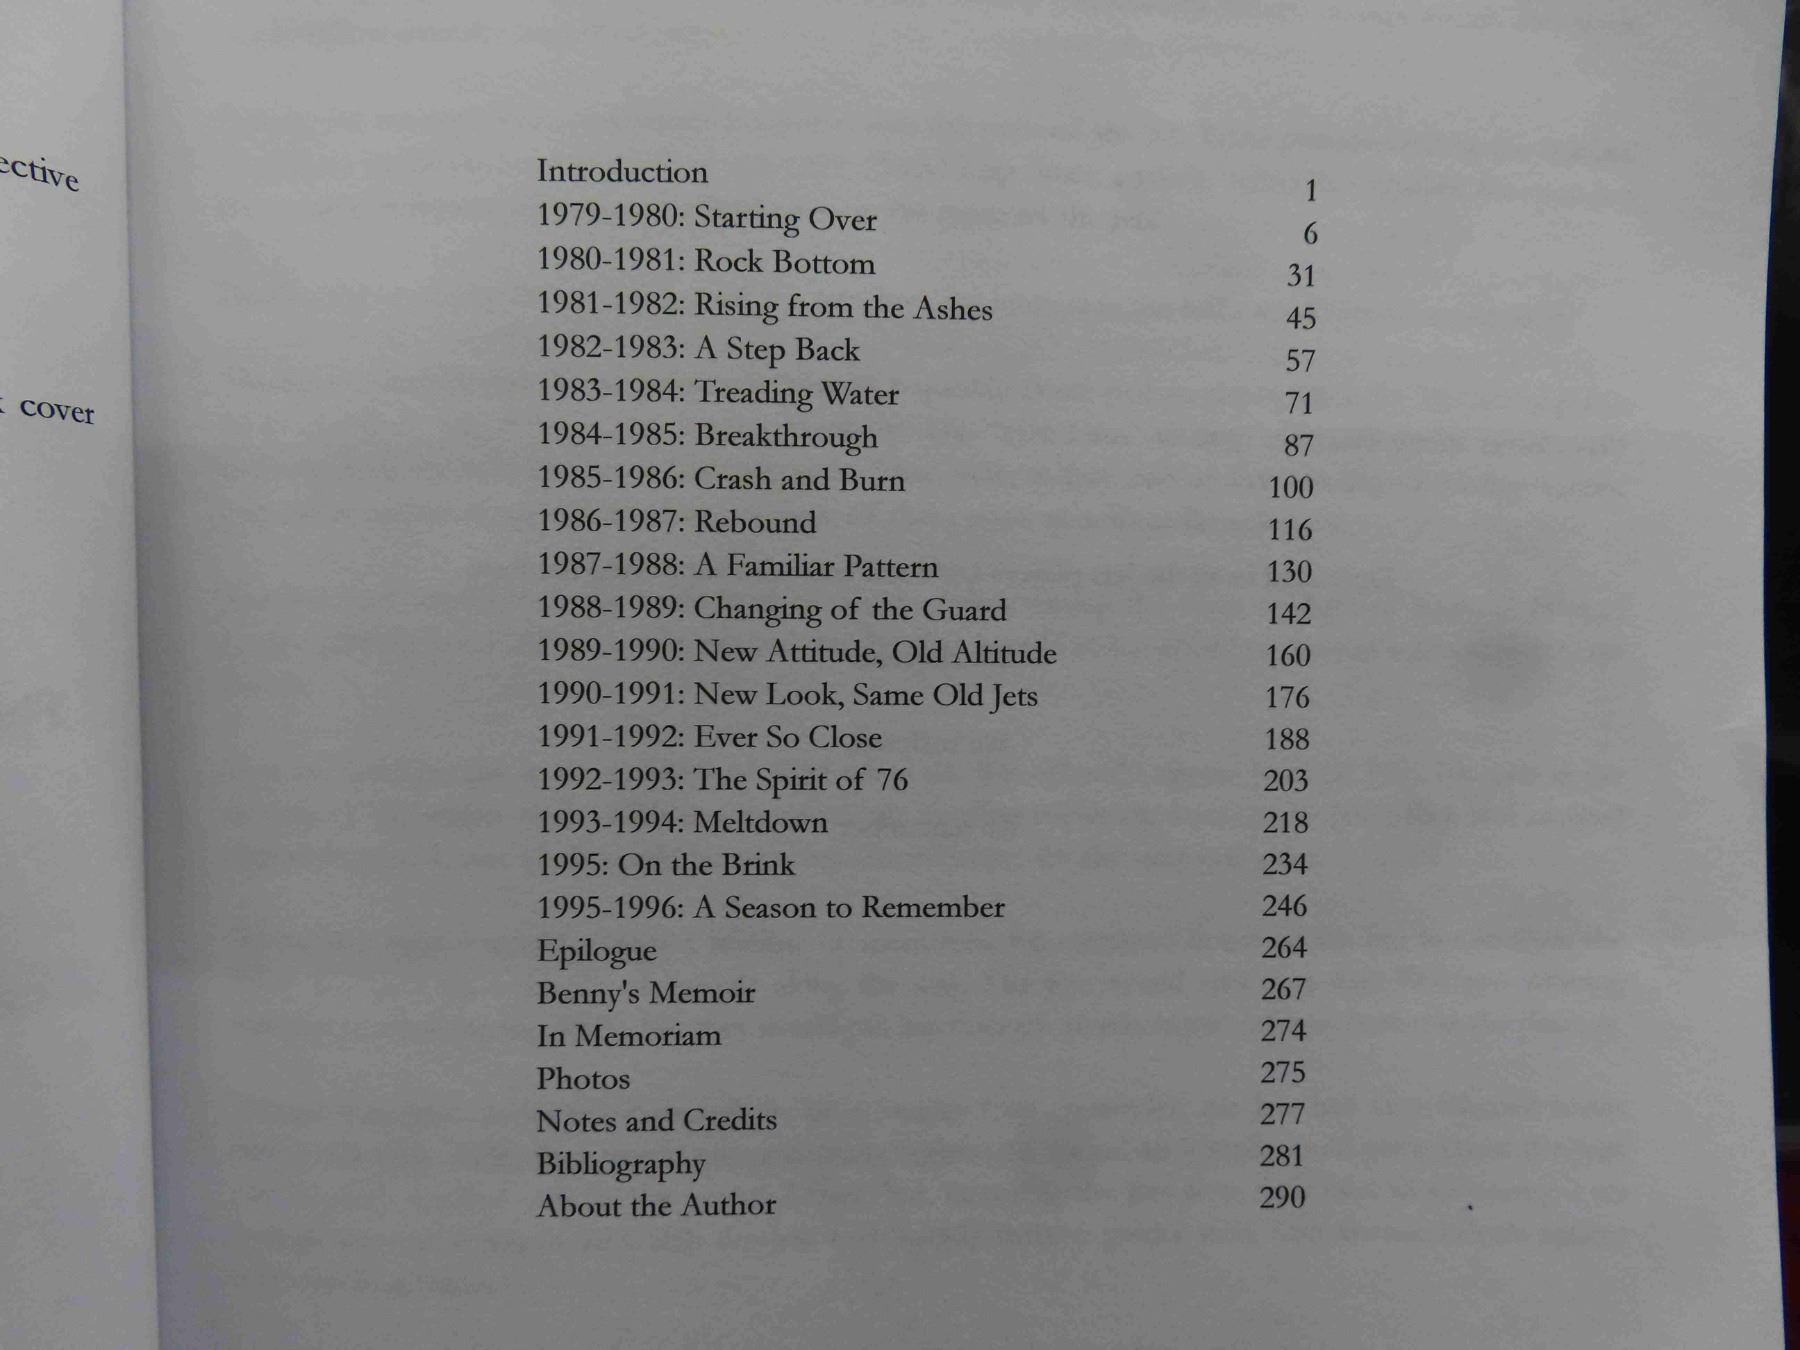 ective
cover
Introduction 1
1979-1980: Starting Over 6
1980-1981: Rock Bottom 31
1981-1982: Rising from the Ashes 45
1982-1983: A Step Back 57
1983-1984: Treading Water 71
1984-1985: Breakthrough 87
1985-1986: Crash and Burn 100
1986-1987: Rebound 116
1987-1988: A Familiar Pattern 130
1988-1989: Changing of the Guard 142
1989-1990: New Attitude, Old Altitude 160
1990-1991: New Look, Same Old Jets 176
1991-1992: Ever So Close 188
1992-1993: The Spirit of 76 203
1993-1994: Meltdown 218
1995: On the Brink 234
1995-1996: A Season to Remember 246
Epilogue 264
Benny's Memoir 267
In Memoriam 274
Photos 275
Notes and Credits 277
Bibliography 281
About the Author 290